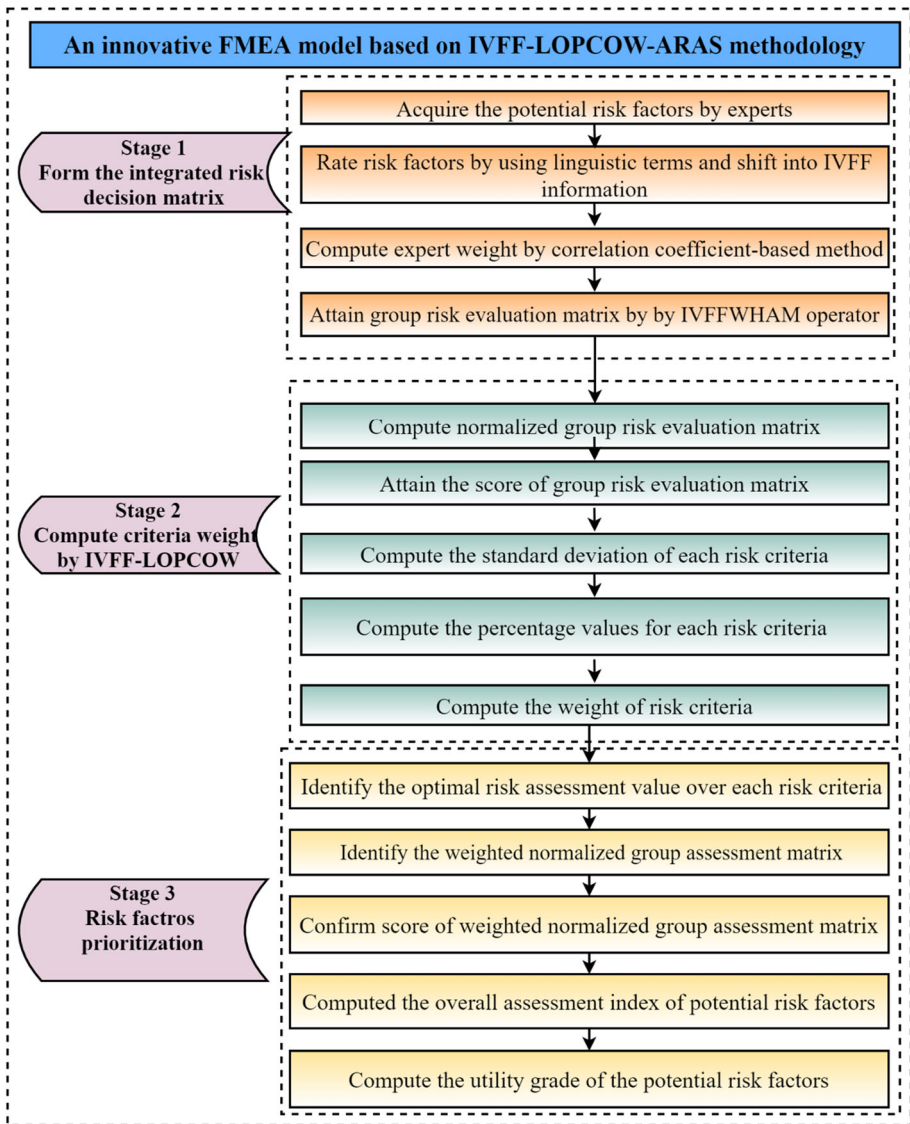 An innovative FMEA model based on IVFF-LOPCOW-ARAS methodology
Stage 1
Form the integrated risk
decision matrix
Acquire the potential risk factors by experts
Rate risk factors by using linguistic terms and shift into IVFF
information
Compute expert weight by correlation coefficient-based method
Attain group risk evaluation matrix by by IVFFWHAM operator
Stage 2
Compute criteria weight
by IVFF-LOPCOW
Compute normalized group risk evaluation matrix
Attain the score of group risk evaluation matrix
Compute the standard deviation of each risk criteria
Compute the percentage values for each risk criteria
Compute the weight of risk criteria
Stage 3
Risk factros
prioritization
Identify the optimal risk assessment value over each risk criteria
Identify the weighted normalized group assessment matrix
Confirm score of weighted normalized group assessment matrix
Computed the overall assessment index of potential risk factors
Compute the utility grade of the potential risk factors